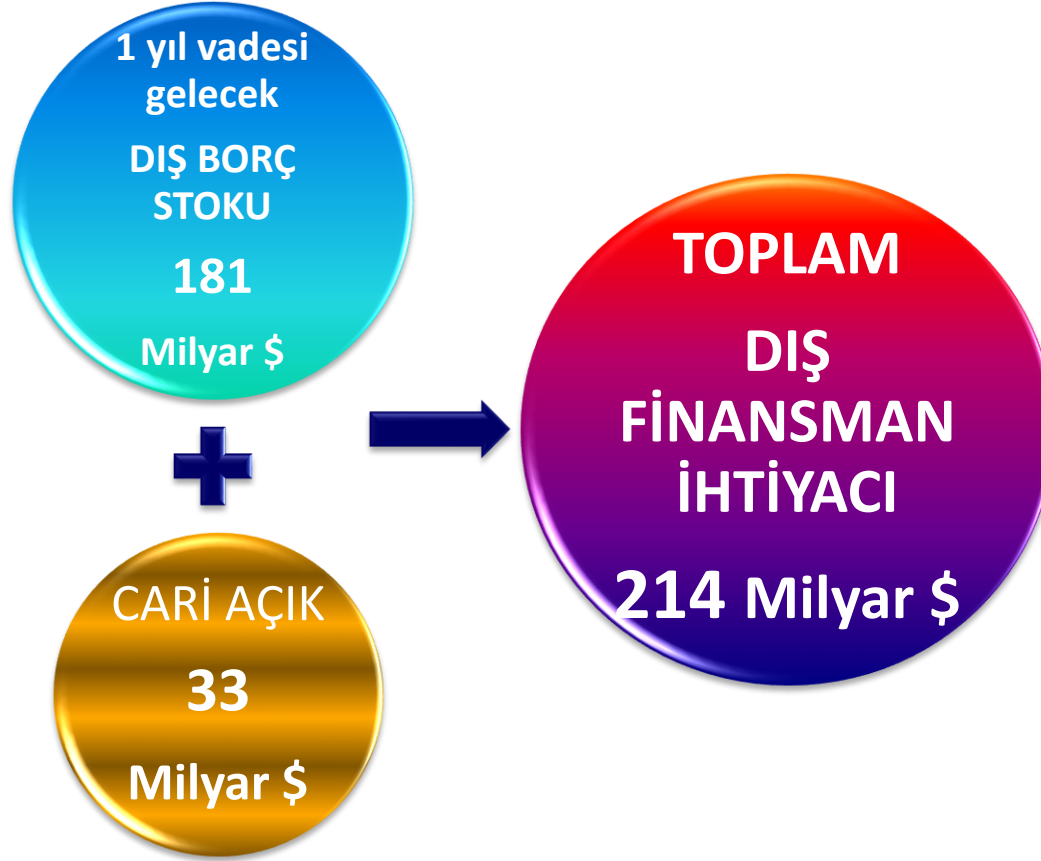 1 yıl vadesi
gelecek
DIŞ BORÇ
STOKU
181
Milyar $
CARİ AÇIK
33
Milyar $
TOPLAM
DIŞ
FİNANSMAN
İHTİYACI
214 Milyar $